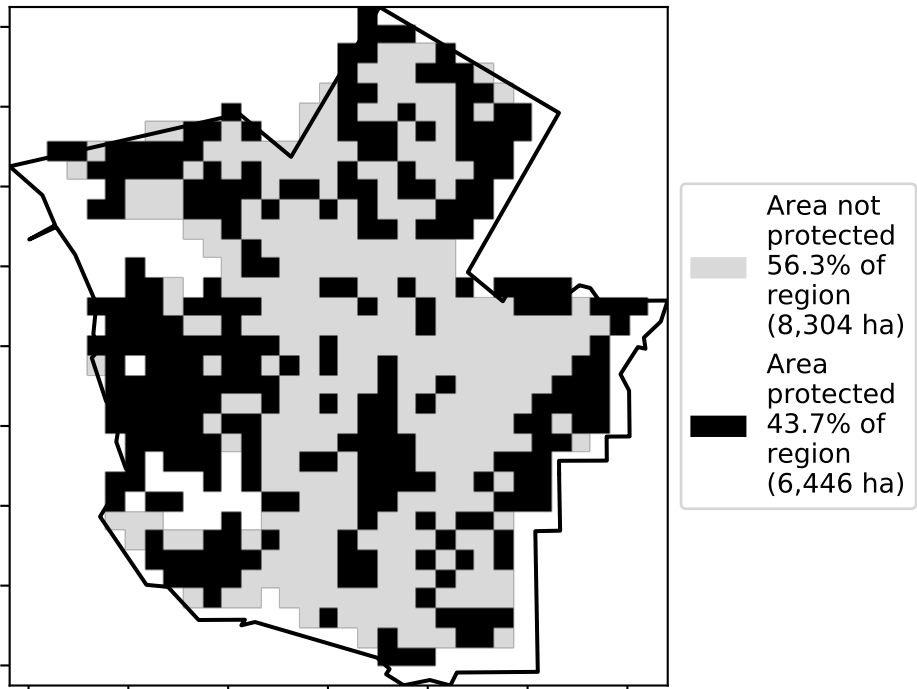 Area not
protected
56.3% of
region
(8,304 ha)
Area
protected
43.7% of
region
(6,446 ha)